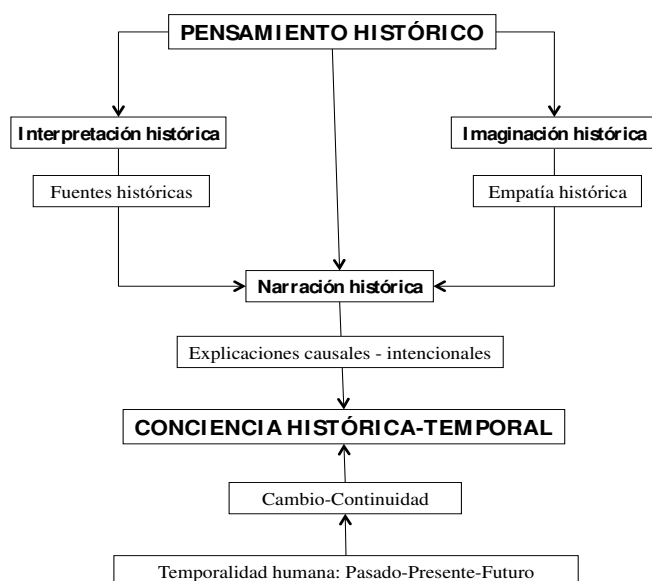 PENSAMIENTO HISTÓRICO
Interpretación histórica
Imaginación histórica
Fuentes históricas
Empatía histórica
Narración histórica
Explicaciones causales - intencionales
CONCIENCIA HISTÓRICA-TEMPORAL
Cambio-Continuidad
Temporalidad humana: Pasado-Presente-Futuro